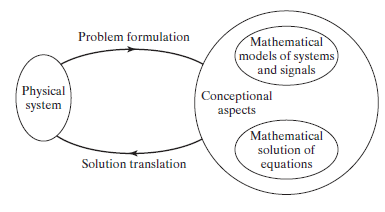 Problem formulation
Mathematical
models of systems
and signals
Physical
system
Conceptional
aspects
Mathematical
solution of
equations
Solution translation